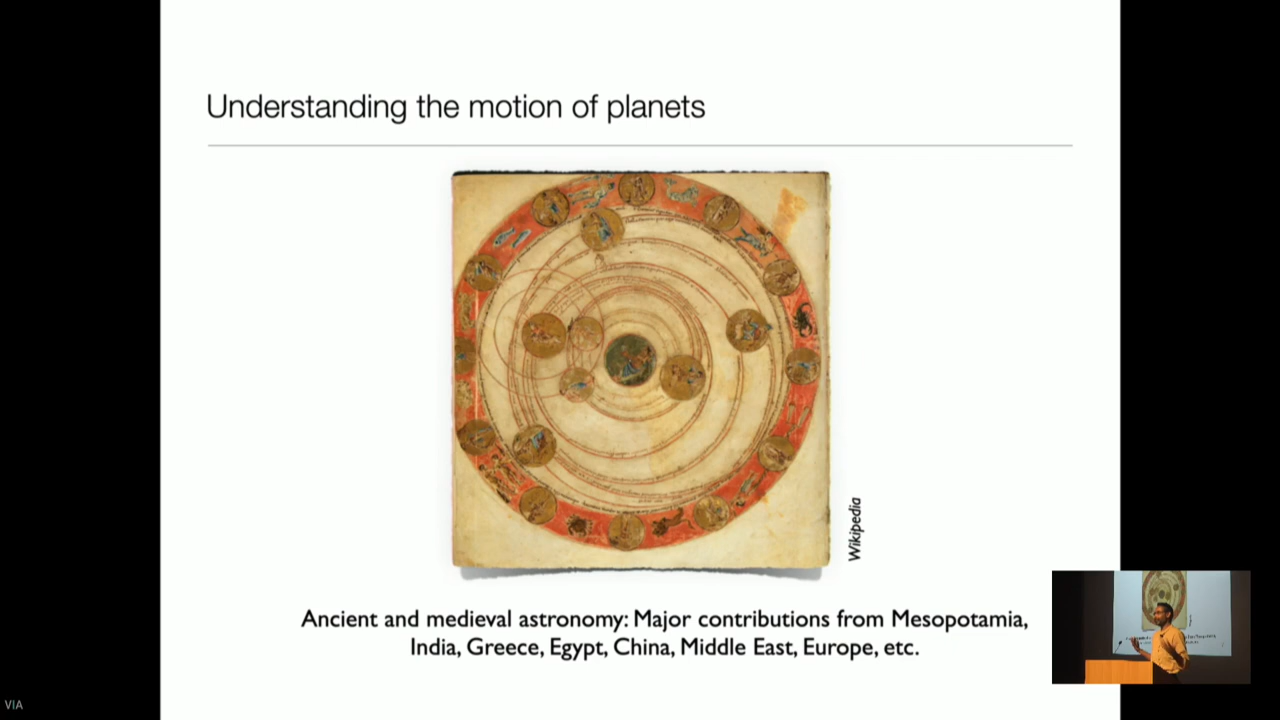 Understanding the motion of planets
Wikipedia
Ancient and medieval astronomy: Major contributions from Mesopotamia,
India, Greece, Egypt, China, Middle East, Europe, etc.
VIA